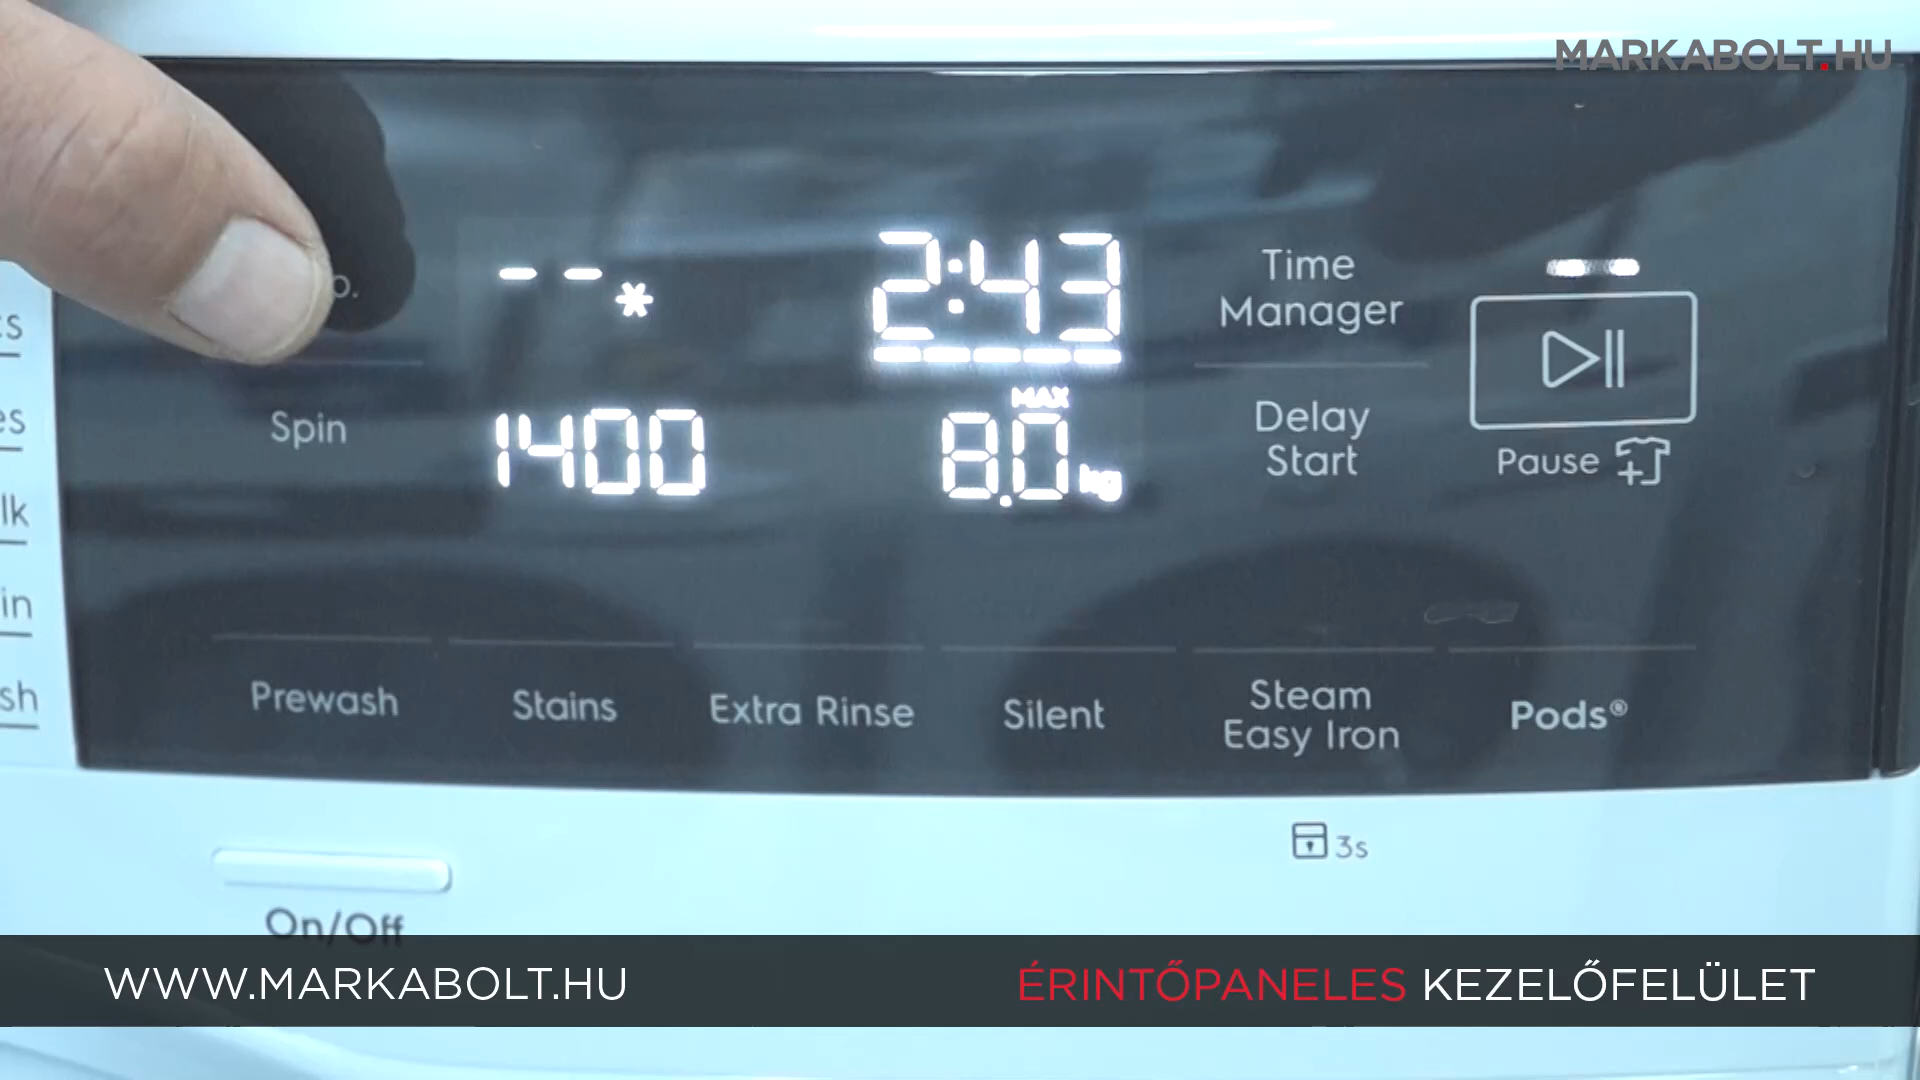 MARKABOLT.HU
2:43
Time
Manager
--*
Spin
1400
MAX
8.0 kg
Delay
Start
Pause
Prewash
Stains
Extra Rinse
Silent
Steam
Easy Iron
Pods®
3s
On/Off
WWW.MARKABOLT.HU
ÉRINTŐPANELES KEZELŐFELÜLET